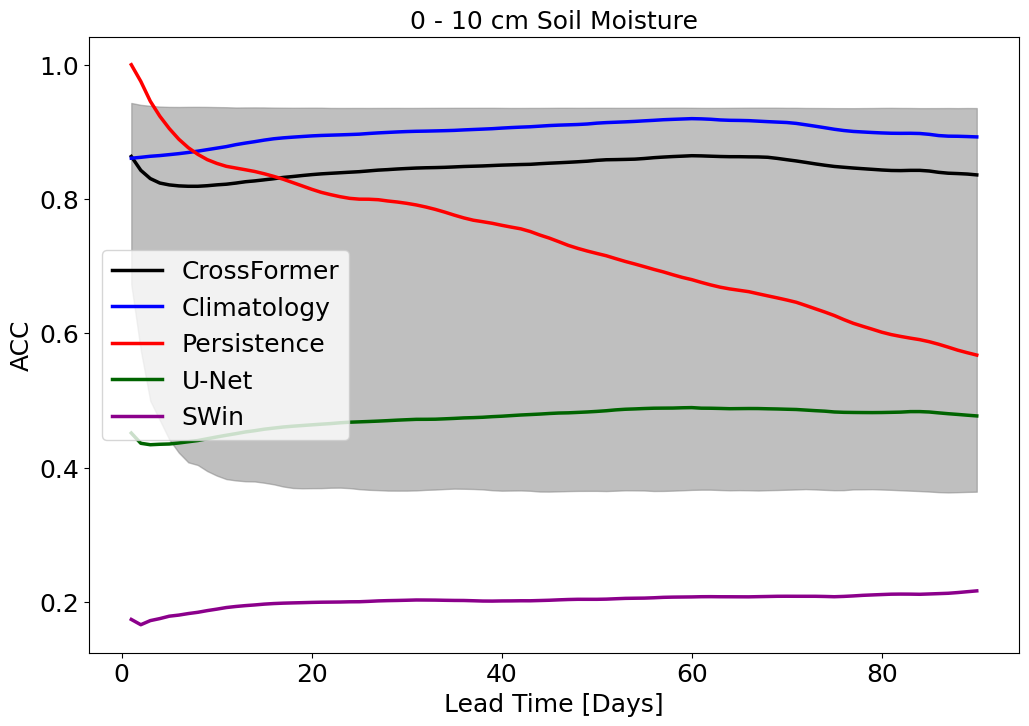 0 - 10 cm Soil Moisture
ACC
1.0
0.8
0.6
0.4
0.2
CrossFormer
Climatology
Persistence
U-Net
SWin
0
20
40
60
80
Lead Time [Days]